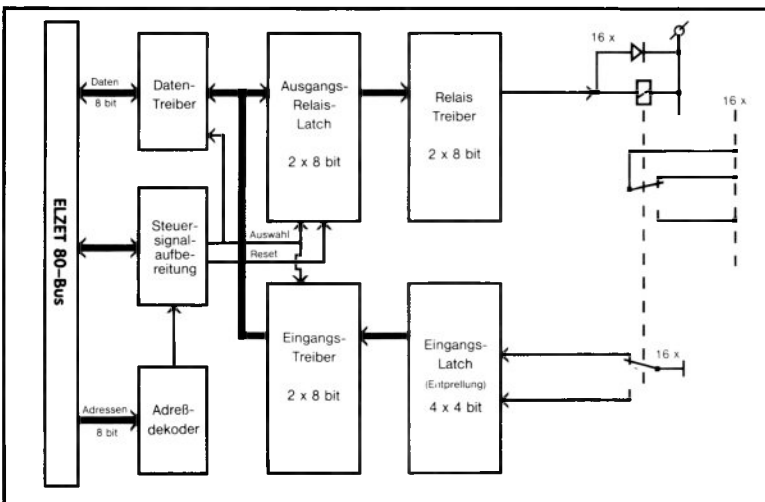 ELZET 80-Bus
Daten
8 bit
Daten-
Treiber
Steuer-
signal-
aufbe-
reitung
Adressen
8 bit
Adreß-
dekoder
Ausgangs-
Relais-
Latch
2 x 8 bit
Auswahl
Reset
Eingangs-
Treiber
2 x 8 bit
Relais
Treiber
2 x 8 bit
Eingangs-
Latch
(Entprellung)
4 x 4 bit
16 x
16 x
16 x